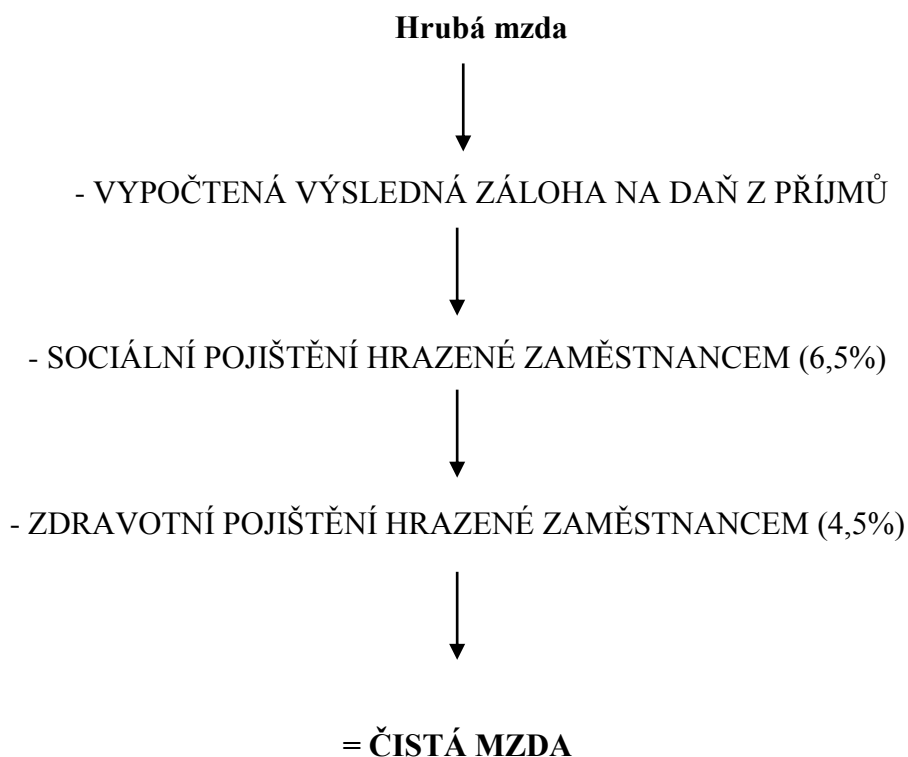 Hrubá mzda
- VYPOČTENÁ VÝSLEDNÁ ZÁLOHA NA DAŇ Z PŘÍJMŮ
- SOCIÁLNÍ POJIŠTĚNÍ HRAZENÉ ZAMĚSTNANCEM (6,5%)
- ZDRAVOTNÍ POJIŠTĚNÍ HRAZENÉ ZAMĚSTNANCEM (4,5%)
= ČISTÁ MZDA